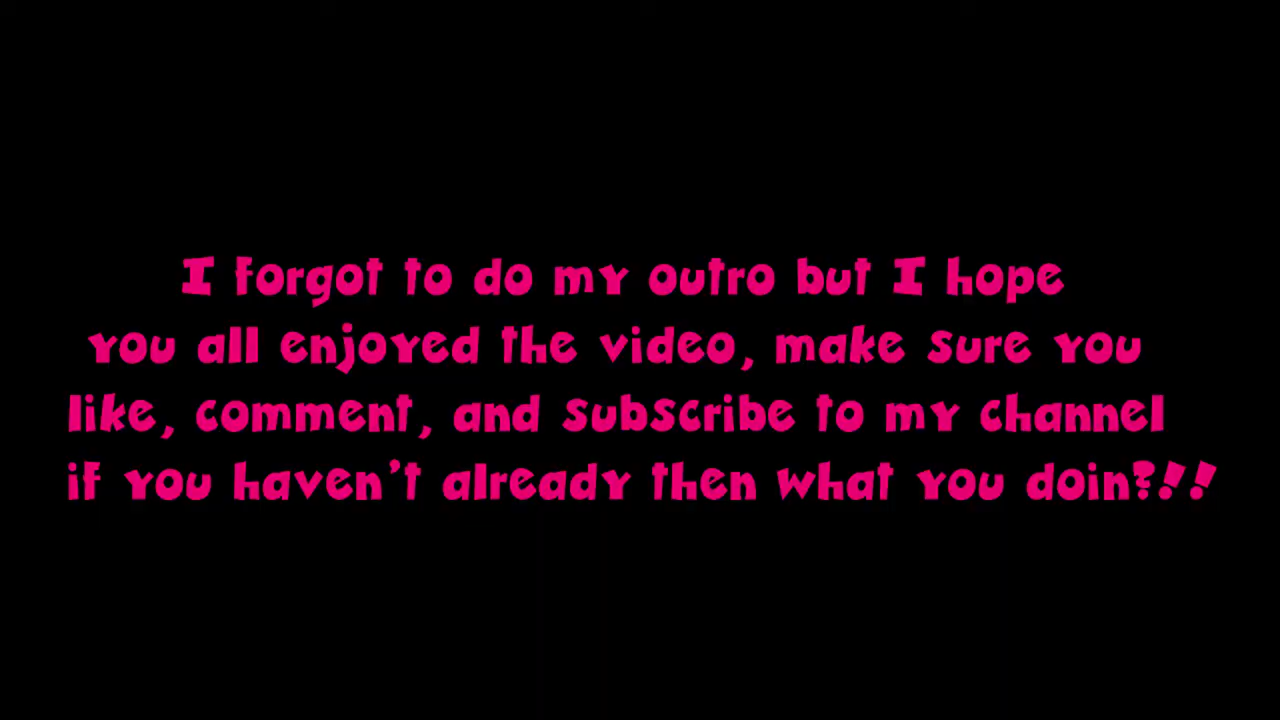 I forgot to do my outro but I hope
you all enjoyed the video, make sure you
like, comment, and subscribe to my channel
if you haven't already then what you doin?!!